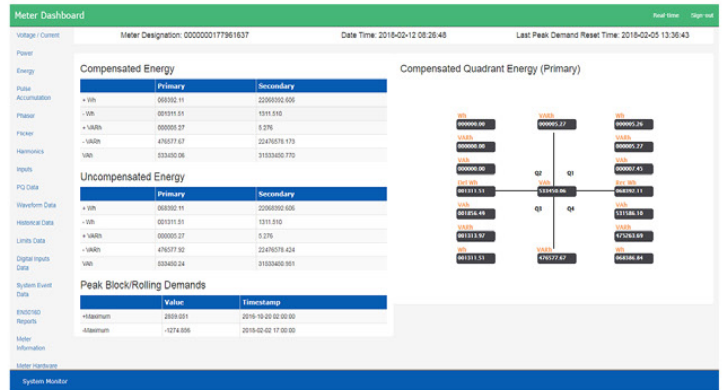 Meter Dashboard
Real time Sign out
Meter Designation: 0000000177961637 Date Time: 2018-02-12 08:26:48 Last Peak Demand Reset Time: 2018-02-05 13:36:43
Voltage / Current
Power
Energy
Pulse
Accumulation
Phasor
Flicker
Harmonics
Inputs
PQ Data
Waveform Data
Historical Data
Limits Data
Digital Inputs
Data
System Event
Data
EN50160
Reports
Meter
Information
Meter Hardware
Compensated Energy
Primary Secondary
+ Wh 068392.11 22068392.606
- Wh 001311.51 1311.510
+ VARh 000005.27 5.276
- VARh 476577.67 22476578.173
VAh 533450.06 31533450.770
Uncompensated Energy
Primary Secondary
+ Wh 068392.11 22068392.606
- Wh 001311.51 1311.510
+ VARh 000005.27 5.276
- VARh 476577.92 22476578.424
VAh 533450.24 31533450.951
Peak Block/Rolling Demands
Value Timestamp
+Maximum 2016-10-20 02:00:00
-Maximum 2018-02-02 17:00:00
Compensated Quadrant Energy (Primary)
Wh VARh Wh
000000.00 000005.27 000005.26
VARh VARh
000000.00 000005.27
VAh VAh
000000.00 000007.45
Q2 Q1
Del Wh VAh Rec Wh
001311.51 533450.06 068392.11
VAh Q3 Q4 VAh
001856.49 531586.10
VARh VARh
001313.97 475263.69
Wh VARh Wh
001311.51 476577.67 068386.84
System Monitor